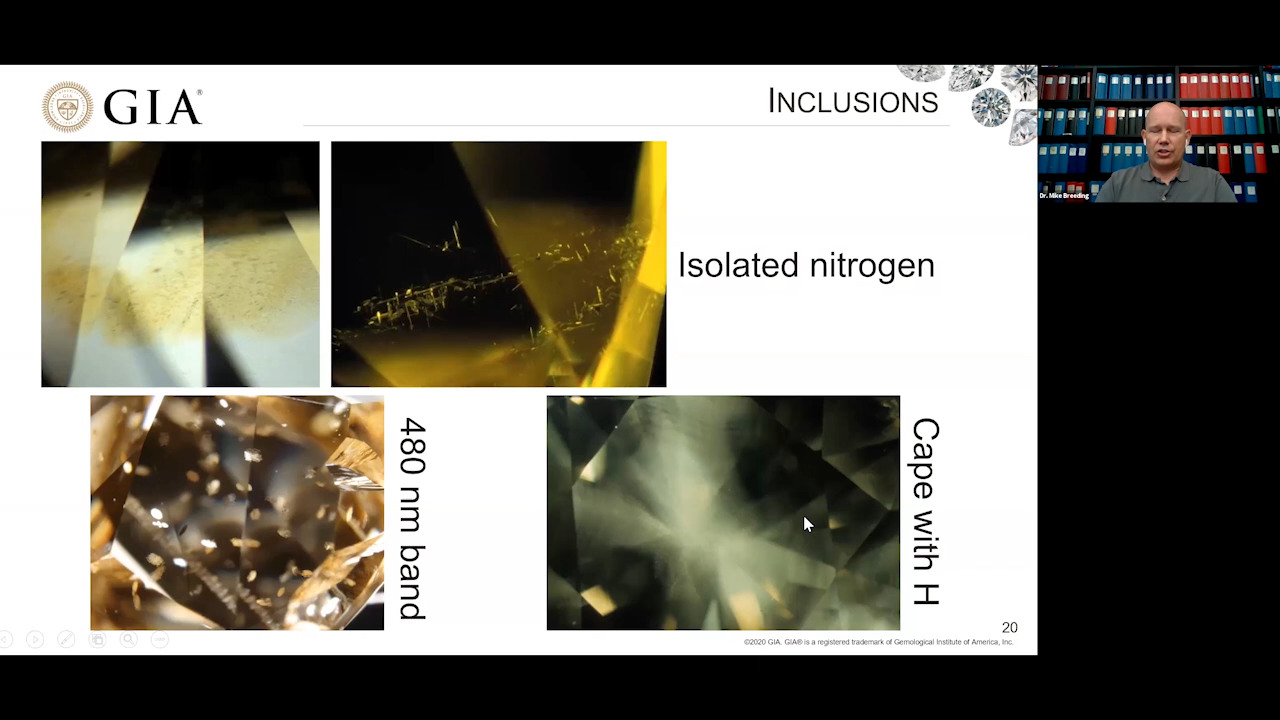 GIA®
INCLUSIONS
Isolated nitrogen
480 nm band
Cape with H
20
©2020 GIA. GIA® is a registered trademark of Gemological Institute of America, Inc.
Dr. Mike Breeding